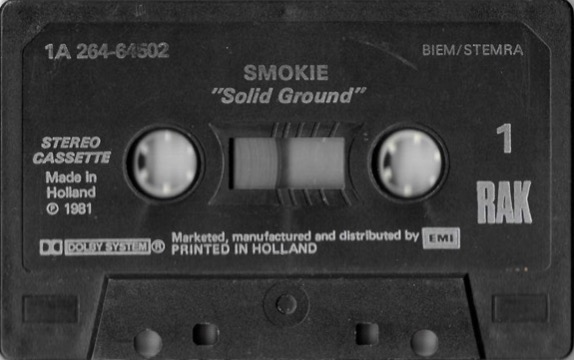 1A 264-64502
BIEM/STEMRA
SMOKIE
"Solid Ground"
STEREO
CASSETTE
1
Made in
Holland
℗ 1981
RAK
DOLBY SYSTEM®
Marketed, manufactured and distributed by EMI
PRINTED IN HOLLAND